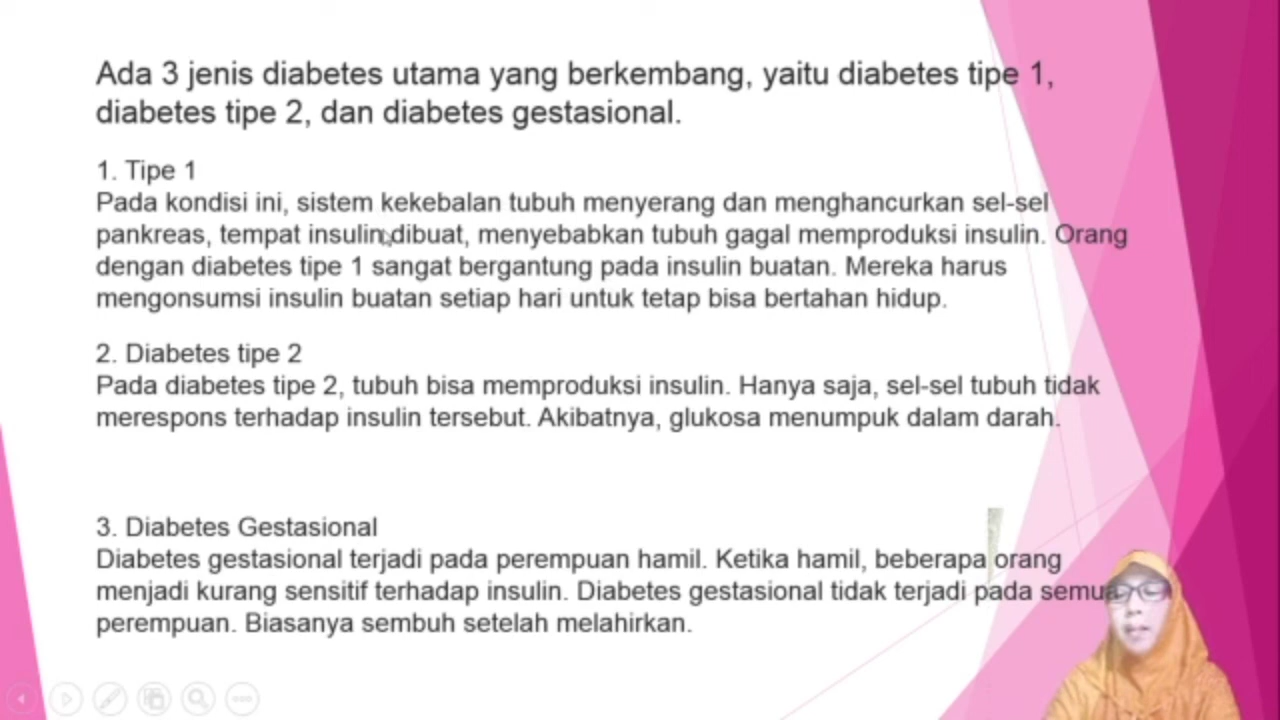 Ada 3 jenis diabetes utama yang berkembang, yaitu diabetes tipe 1,
diabetes tipe 2, dan diabetes gestasional.
1. Tipe 1
Pada kondisi ini, sistem kekebalan tubuh menyerang dan menghancurkan sel-sel
pankreas, tempat insulin dibuat, menyebabkan tubuh gagal memproduksi insulin. Orang
dengan diabetes tipe 1 sangat bergantung pada insulin buatan. Mereka harus
mengonsumsi insulin buatan setiap hari untuk tetap bisa bertahan hidup.
2. Diabetes tipe 2
Pada diabetes tipe 2, tubuh bisa memproduksi insulin. Hanya saja, sel-sel tubuh tidak
merespons terhadap insulin tersebut. Akibatnya, glukosa menumpuk dalam darah.
3. Diabetes Gestasional
Diabetes gestasional terjadi pada perempuan hamil. Ketika hamil, beberapa orang
menjadi kurang sensitif terhadap insulin. Diabetes gestasional tidak terjadi pada semua
perempuan. Biasanya sembuh setelah melahirkan.